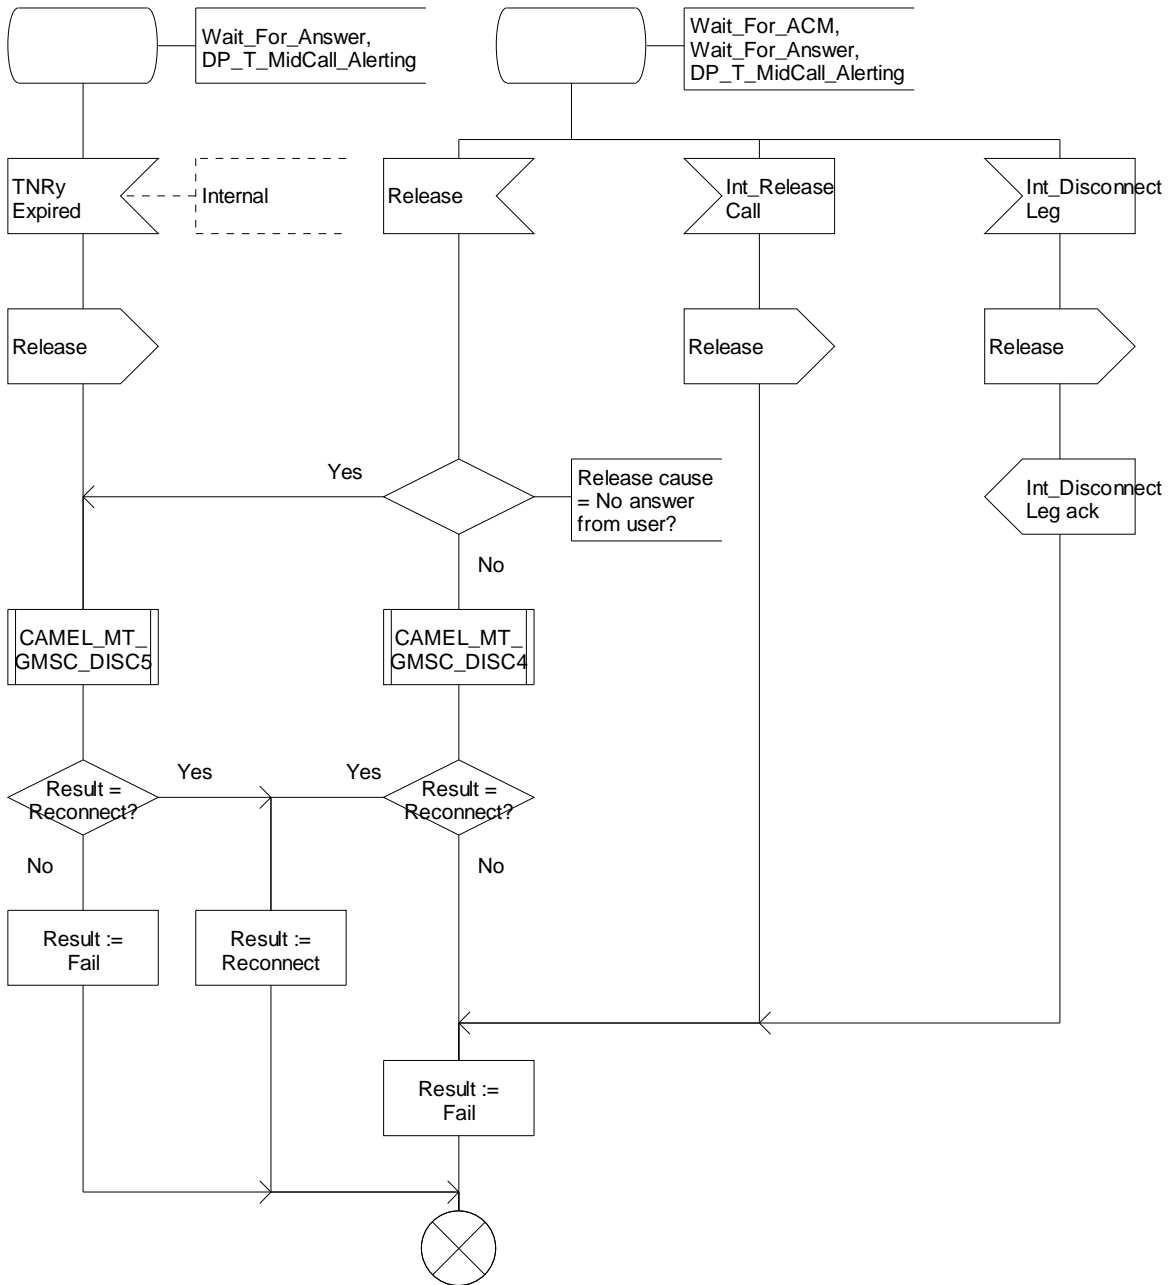 Wait_For_Answer,
DP_T_MidCall_Alerting
Wait_For_ACM,
Wait_For_Answer,
DP_T_MidCall_Alerting
TNRy
Expired
Internal
Release
Int_Release
Call
Int_Disconnect
Leg
Release
Release
Release
Yes
Release cause
= No answer
from user?
Int_Disconnect
Leg ack
No
CAMEL_MT_
GMSC_DISC5
CAMEL_MT_
GMSC_DISC4
Result =
Reconnect?
Yes
Yes
Result =
Reconnect?
No
No
Result :=
Fail
Result :=
Reconnect
Result :=
Fail